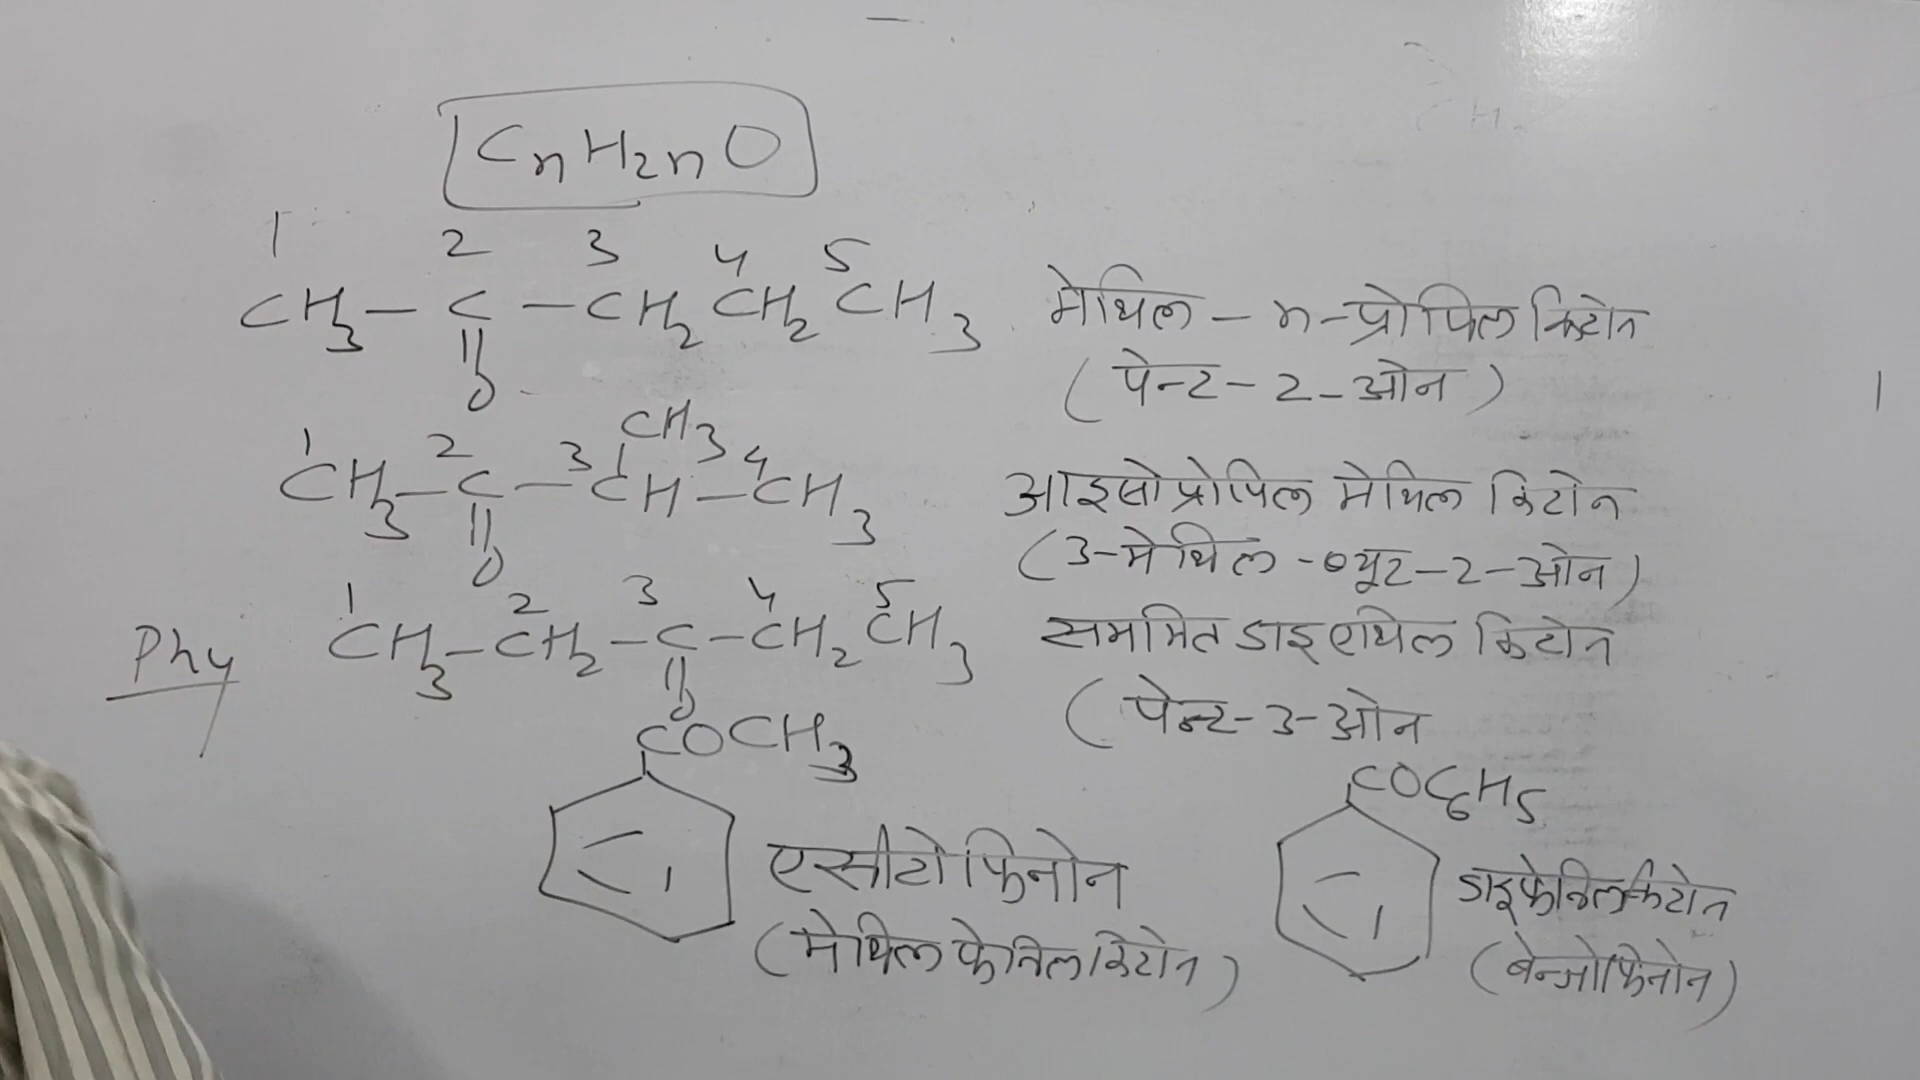 CnH2nO
1 2 3 4 5
CH3 – C – CH2 CH2 CH3 मेथिल – n – प्रोपिल किटोन
O (पेन्ट – 2 – ओन)
CH3
1 2 3 4
CH3 – C – CH – CH3 आइसोप्रोपिल मेथिल किटोन
O (3-मेथिल - ब्यूट – 2 – ओन)
1 2 3 4 5
Phy CH3 – CH2 – C – CH2 CH3 सममित डाइएथिल किटोन
O (पेन्ट-3-ओन
COCH3
COC6H5
एसीटोफिनोन डाइफेनिल किटोन
(मेथिल फेनिल किटोन) (बेन्जोफिनोन)